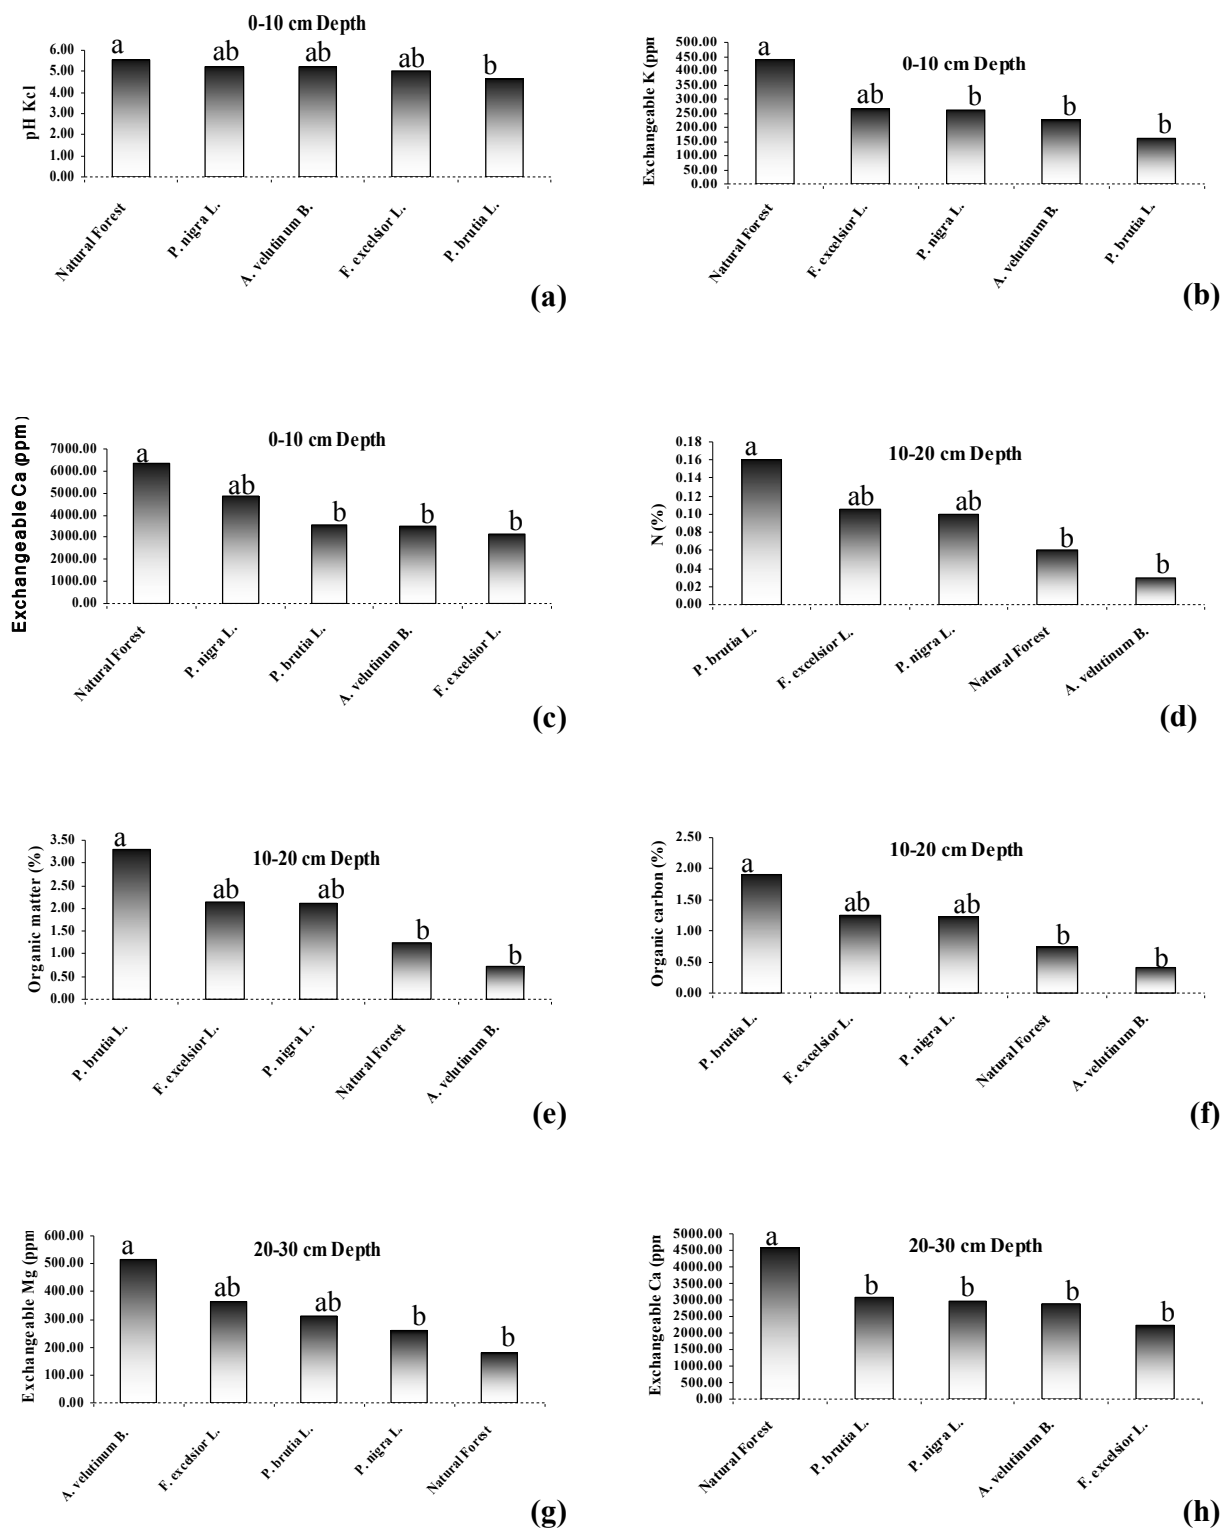 0-10 cm Depth
pH Kcl
6.00
5.00
4.00
3.00
2.00
1.00
0.00
a
ab
ab
ab
b
Natural Forest
P. nigra L.
A. velutinum B.
F. excelsior L.
P. brutia L.
(a)
0-10 cm Depth
Exchangeable K (ppn
500.00
450.00
400.00
350.00
300.00
250.00
200.00
150.00
100.00
50.00
0.00
a
ab
b
b
b
Natural Forest
F. excelsior L.
P. nigra L.
A. velutinum B.
P. brutia L.
(b)
0-10 cm Depth
Exchangeable Ca (ppm)
7000.00
6000.00
5000.00
4000.00
3000.00
2000.00
1000.00
0.00
a
ab
b
b
b
Natural Forest
P. nigra L.
P. brutia L.
A. velutinum B.
F. excelsior L.
(c)
10-20 cm Depth
N (%)
0.18
0.16
0.14
0.12
0.10
0.08
0.06
0.04
0.02
0.00
a
ab
ab
b
b
P. brutia L.
F. excelsior L.
P. nigra L.
Natural Forest
A. velutinum B.
(d)
10-20 cm Depth
Organic matter (%)
3.50
3.00
2.50
2.00
1.50
1.00
0.50
0.00
a
ab
ab
b
b
P. brutia L.
F. excelsior L.
P. nigra L.
Natural Forest
A. velutinum B.
(e)
10-20 cm Depth
Organic carbon (%)
2.50
2.00
1.50
1.00
0.50
0.00
a
ab
ab
b
b
P. brutia L.
F. excelsior L.
P. nigra L.
Natural Forest
A. velutinum B.
(f)
20-30 cm Depth
Exchangeable Mg (ppm
600.00
500.00
400.00
300.00
200.00
100.00
0.00
a
ab
ab
b
b
A. velutinum B.
F. excelsior L.
P. brutia L.
P. nigra L.
Natural Forest
(g)
20-30 cm Depth
Exchangeable Ca (ppn
5000.00
4500.00
4000.00
3500.00
3000.00
2500.00
2000.00
1500.00
1000.00
500.00
0.00
a
b
b
b
b
Natural Forest
P. brutia L.
P. nigra L.
A. velutinum B.
F. excelsior L.
(h)